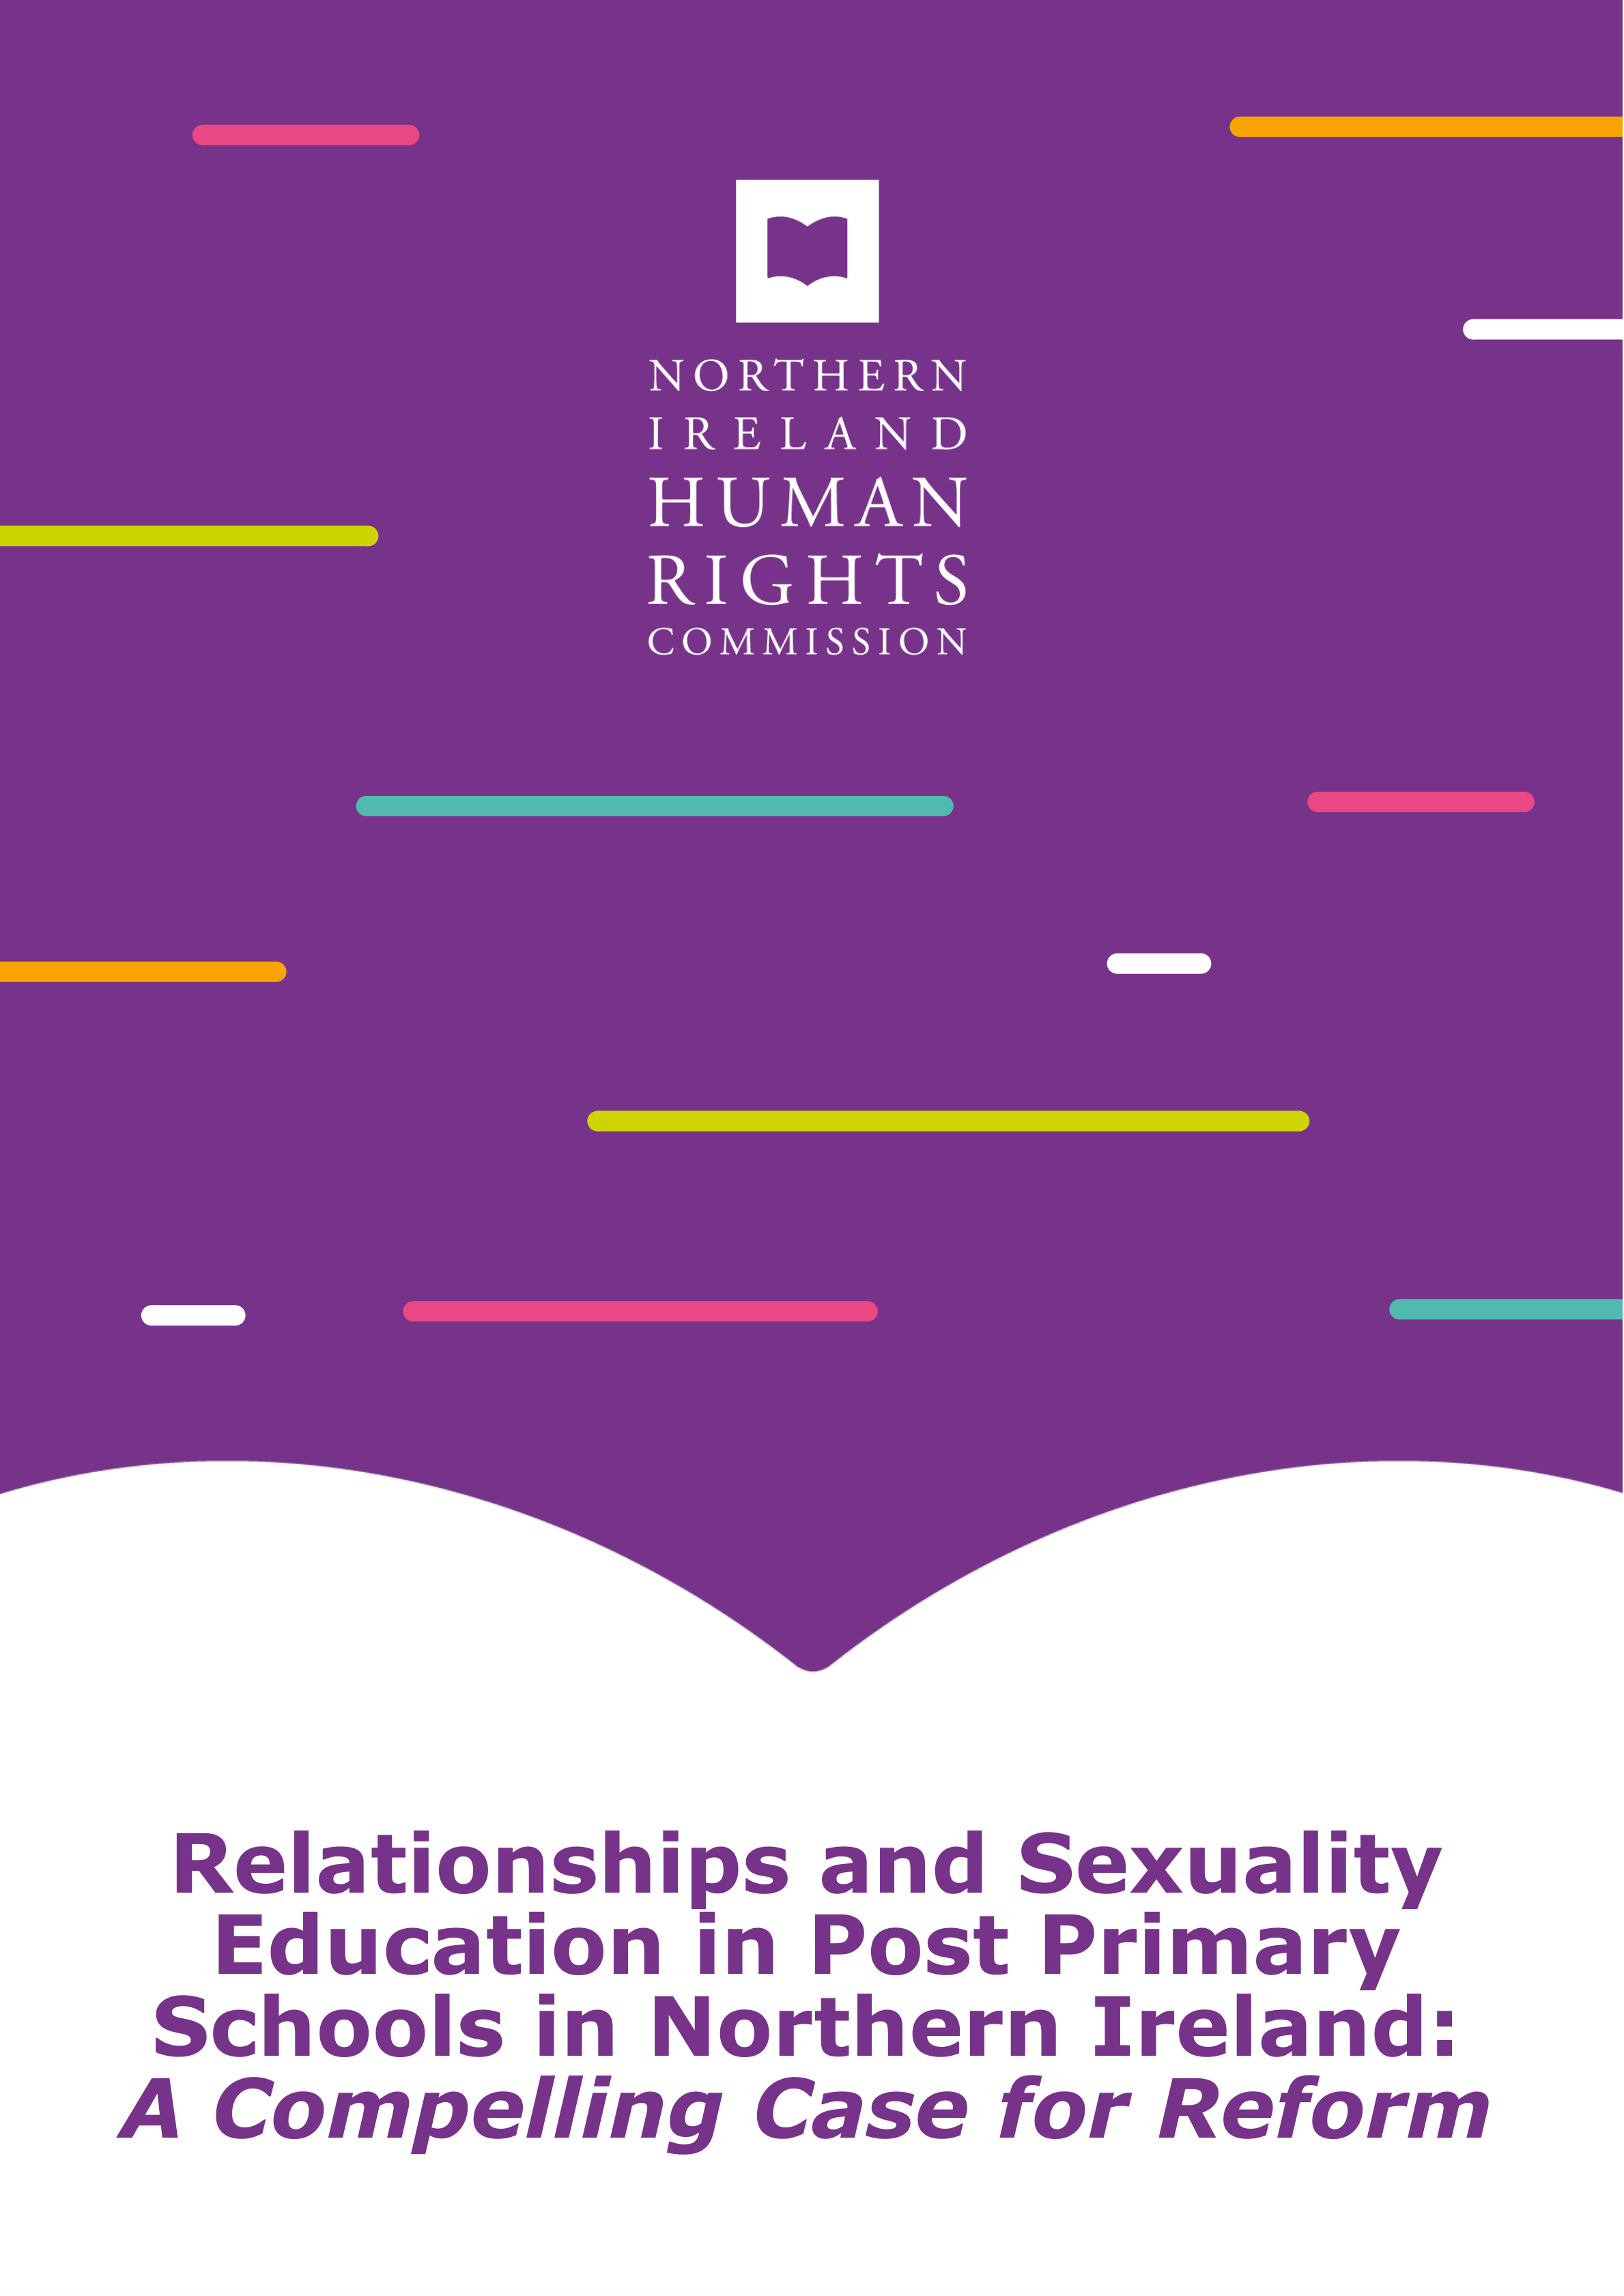 NORTHERN
IRELAND
HUMAN
RIGHTS
COMMISSION
Relationships and Sexuality
Education in Post Primary
Schools in Northern Ireland:
A Compelling Case for Reform